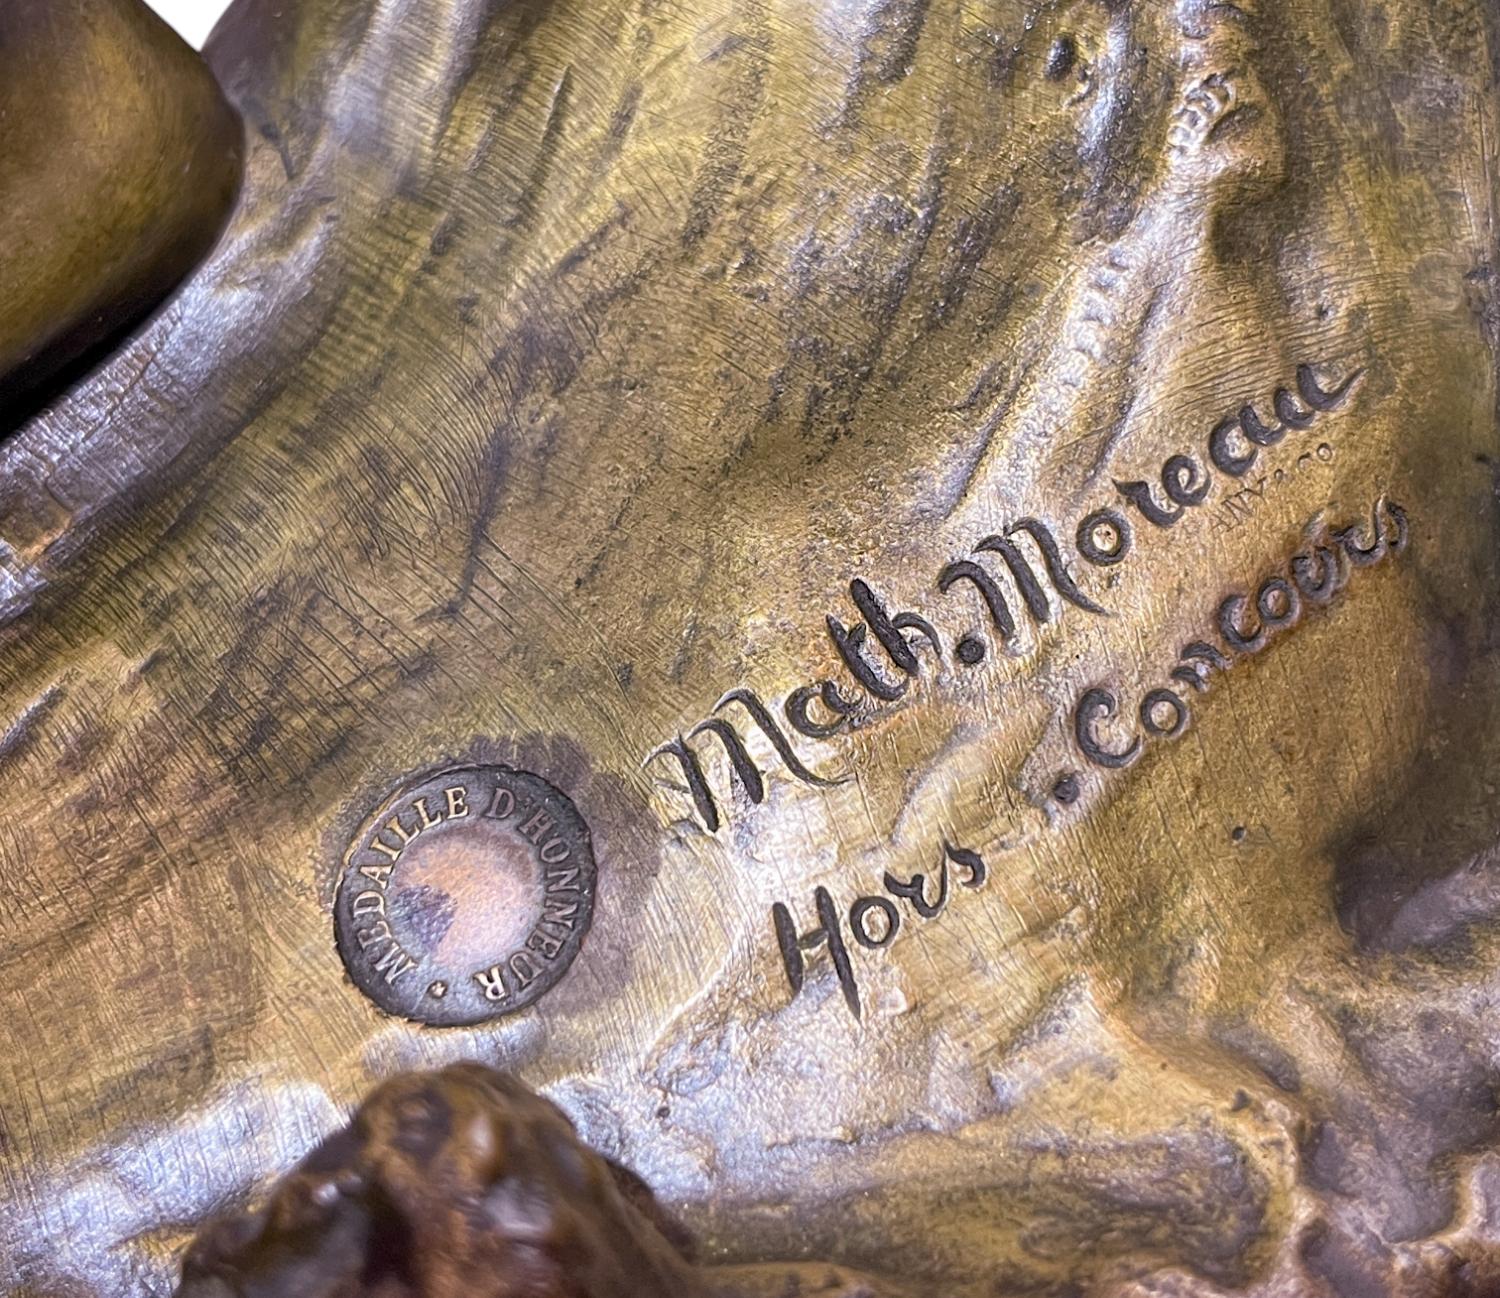 Math.Moreau
Hors . Concours
MEDAILLE D'HONNEUR